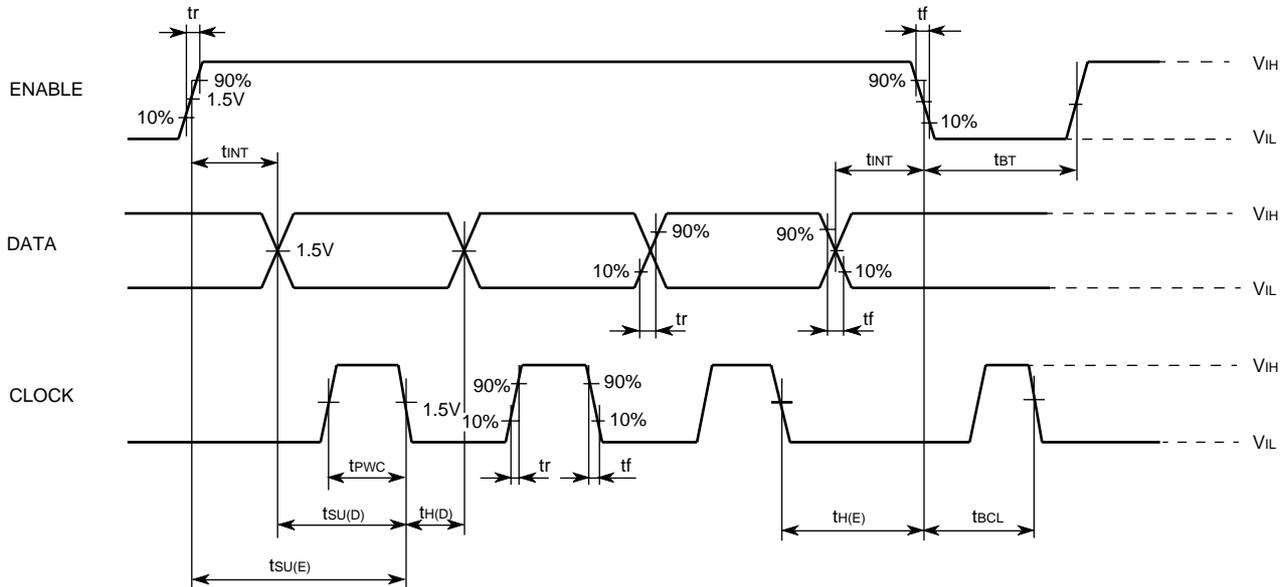 tr
tf
ENABLE
90%
1.5V
10%
90%
10%
VIH
VIL
tINT
tINT
tBT
DATA
1.5V
90%
10%
90%
10%
VIH
VIL
tr
tf
CLOCK
1.5V
90%
10%
90%
10%
VIH
VIL
tPWC
tr
tf
tSU(D)
tH(D)
tH(E)
tBCL
tSU(E)